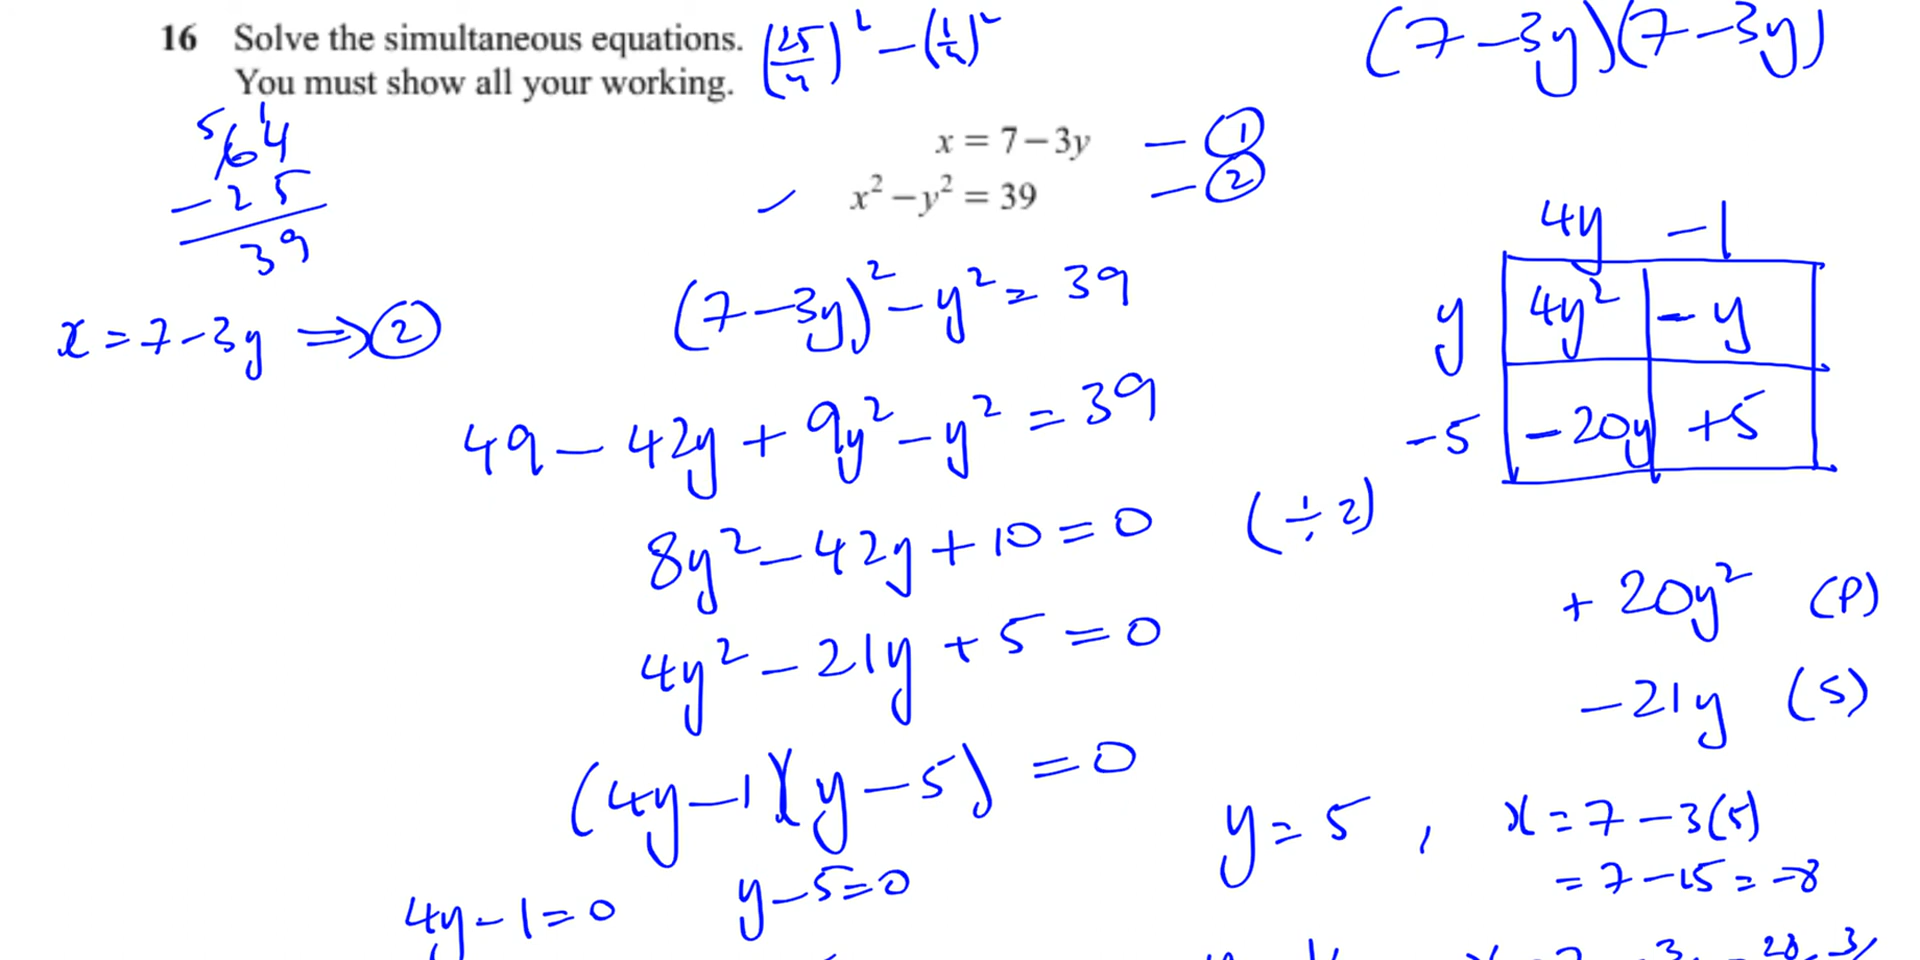 16 Solve the simultaneous equations.
You must show all your working.
(25/4)² − (1/4)²
(7 − 3y)(7 − 3y)
x = 7 − 3y − ①
x² − y² = 39 − ②
⁵6¹4
− 25
39
x = 7 − 3y ⇒ ②
(7 − 3y)² − y² = 39
49 − 42y + 9y² − y² = 39
8y² − 42y + 10 = 0 (÷ 2)
4y² − 21y + 5 = 0
(4y − 1)(y − 5) = 0
4y − 1 = 0 y − 5 = 0
4y −1
y 4y² − y
−5 − 20y +5
+ 20y² (P)
− 21y (S)
y = 5 , x = 7 − 3(5)
= 7 − 15 = −8